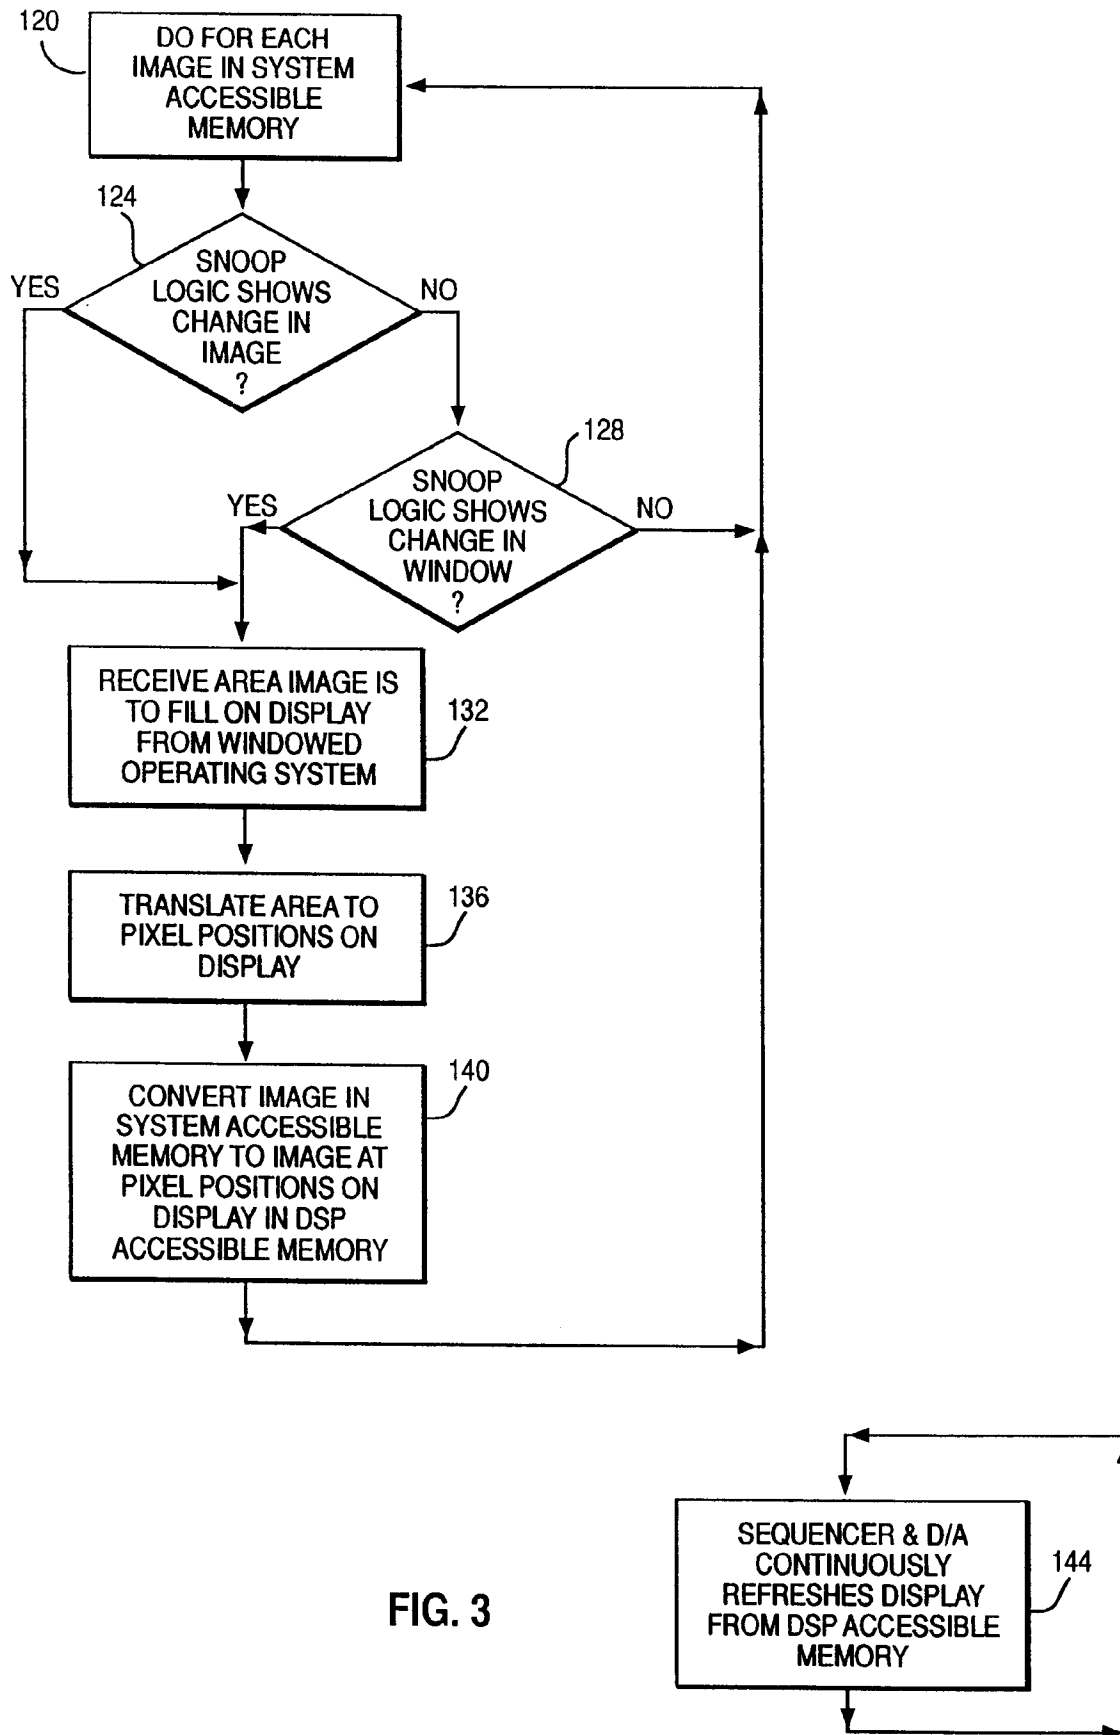 120
DO FOR EACH
IMAGE IN SYSTEM
ACCESSIBLE
MEMORY
124
SNOOP
LOGIC SHOWS
CHANGE IN
IMAGE
?
YES
NO
128
SNOOP
LOGIC SHOWS
CHANGE IN
WINDOW
?
YES
NO
RECEIVE AREA IMAGE IS
TO FILL ON DISPLAY
FROM WINDOWED
OPERATING SYSTEM
132
TRANSLATE AREA TO
PIXEL POSITIONS ON
DISPLAY
136
CONVERT IMAGE IN
SYSTEM ACCESSIBLE
MEMORY TO IMAGE AT
PIXEL POSITIONS ON
DISPLAY IN DSP
ACCESSIBLE MEMORY
140
SEQUENCER & D/A
CONTINUOUSLY
REFRESHES DISPLAY
FROM DSP ACCESSIBLE
MEMORY
144
FIG. 3